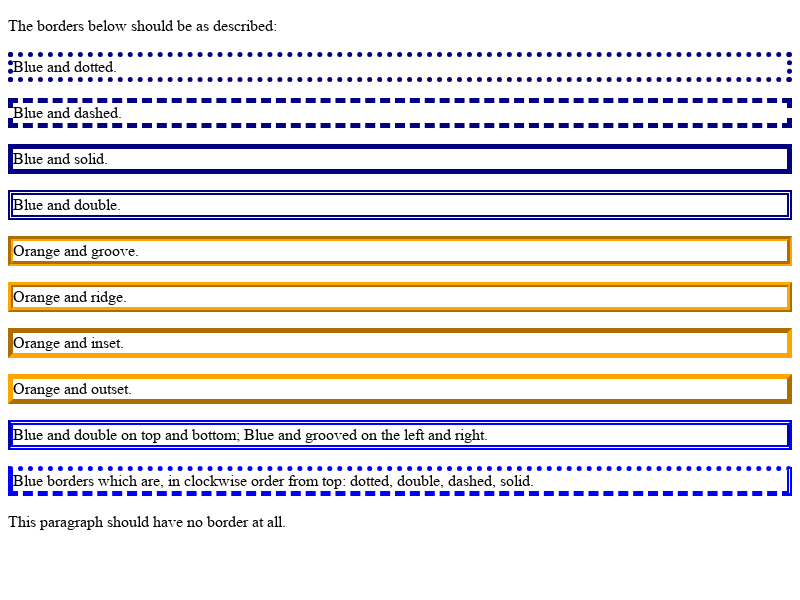 The borders below should be as described:
Blue and dotted.
Blue and dashed.
Blue and solid.
Blue and double.
Orange and groove.
Orange and ridge.
Orange and inset.
Orange and outset.
Blue and double on top and bottom; Blue and grooved on the left and right.
Blue borders which are, in clockwise order from top: dotted, double, dashed, solid.
This paragraph should have no border at all.